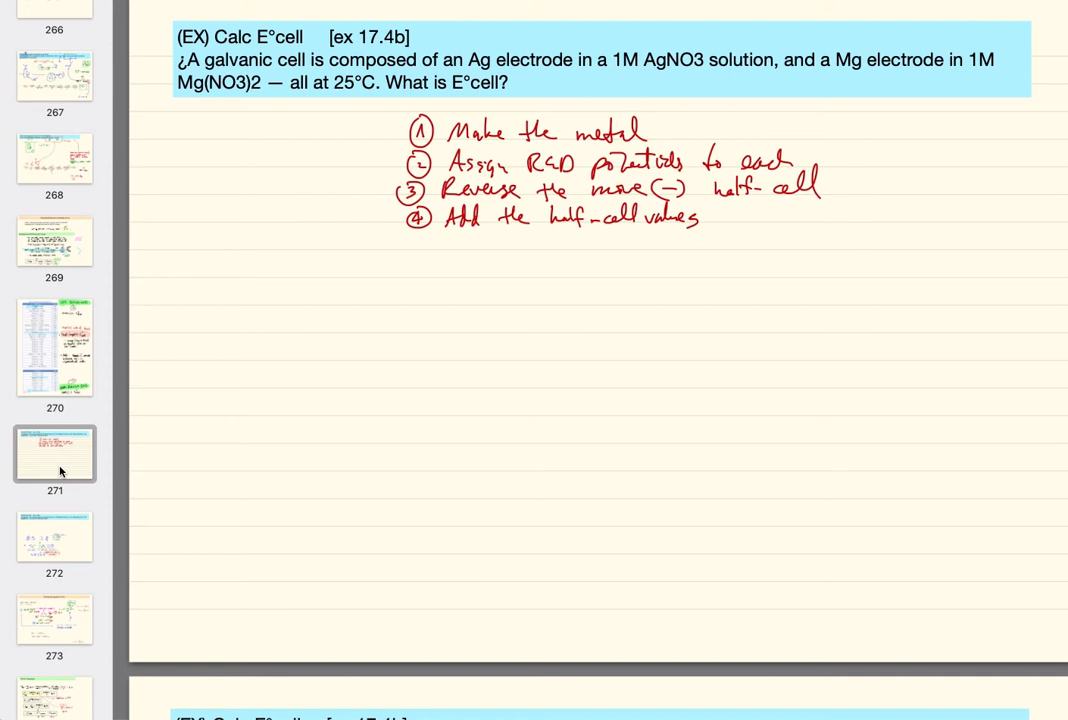 266
267
268
269
270
271
272
273
(EX) Calc E°cell [ex 17.4b]
¿A galvanic cell is composed of an Ag electrode in a 1M AgNO3 solution, and a Mg electrode in 1M
Mg(NO3)2 — all at 25°C. What is E°cell?
① Make the metal
② Assign RED potentials to each
③ Reverse the more (−) half-cell
④ Add the half-cell values